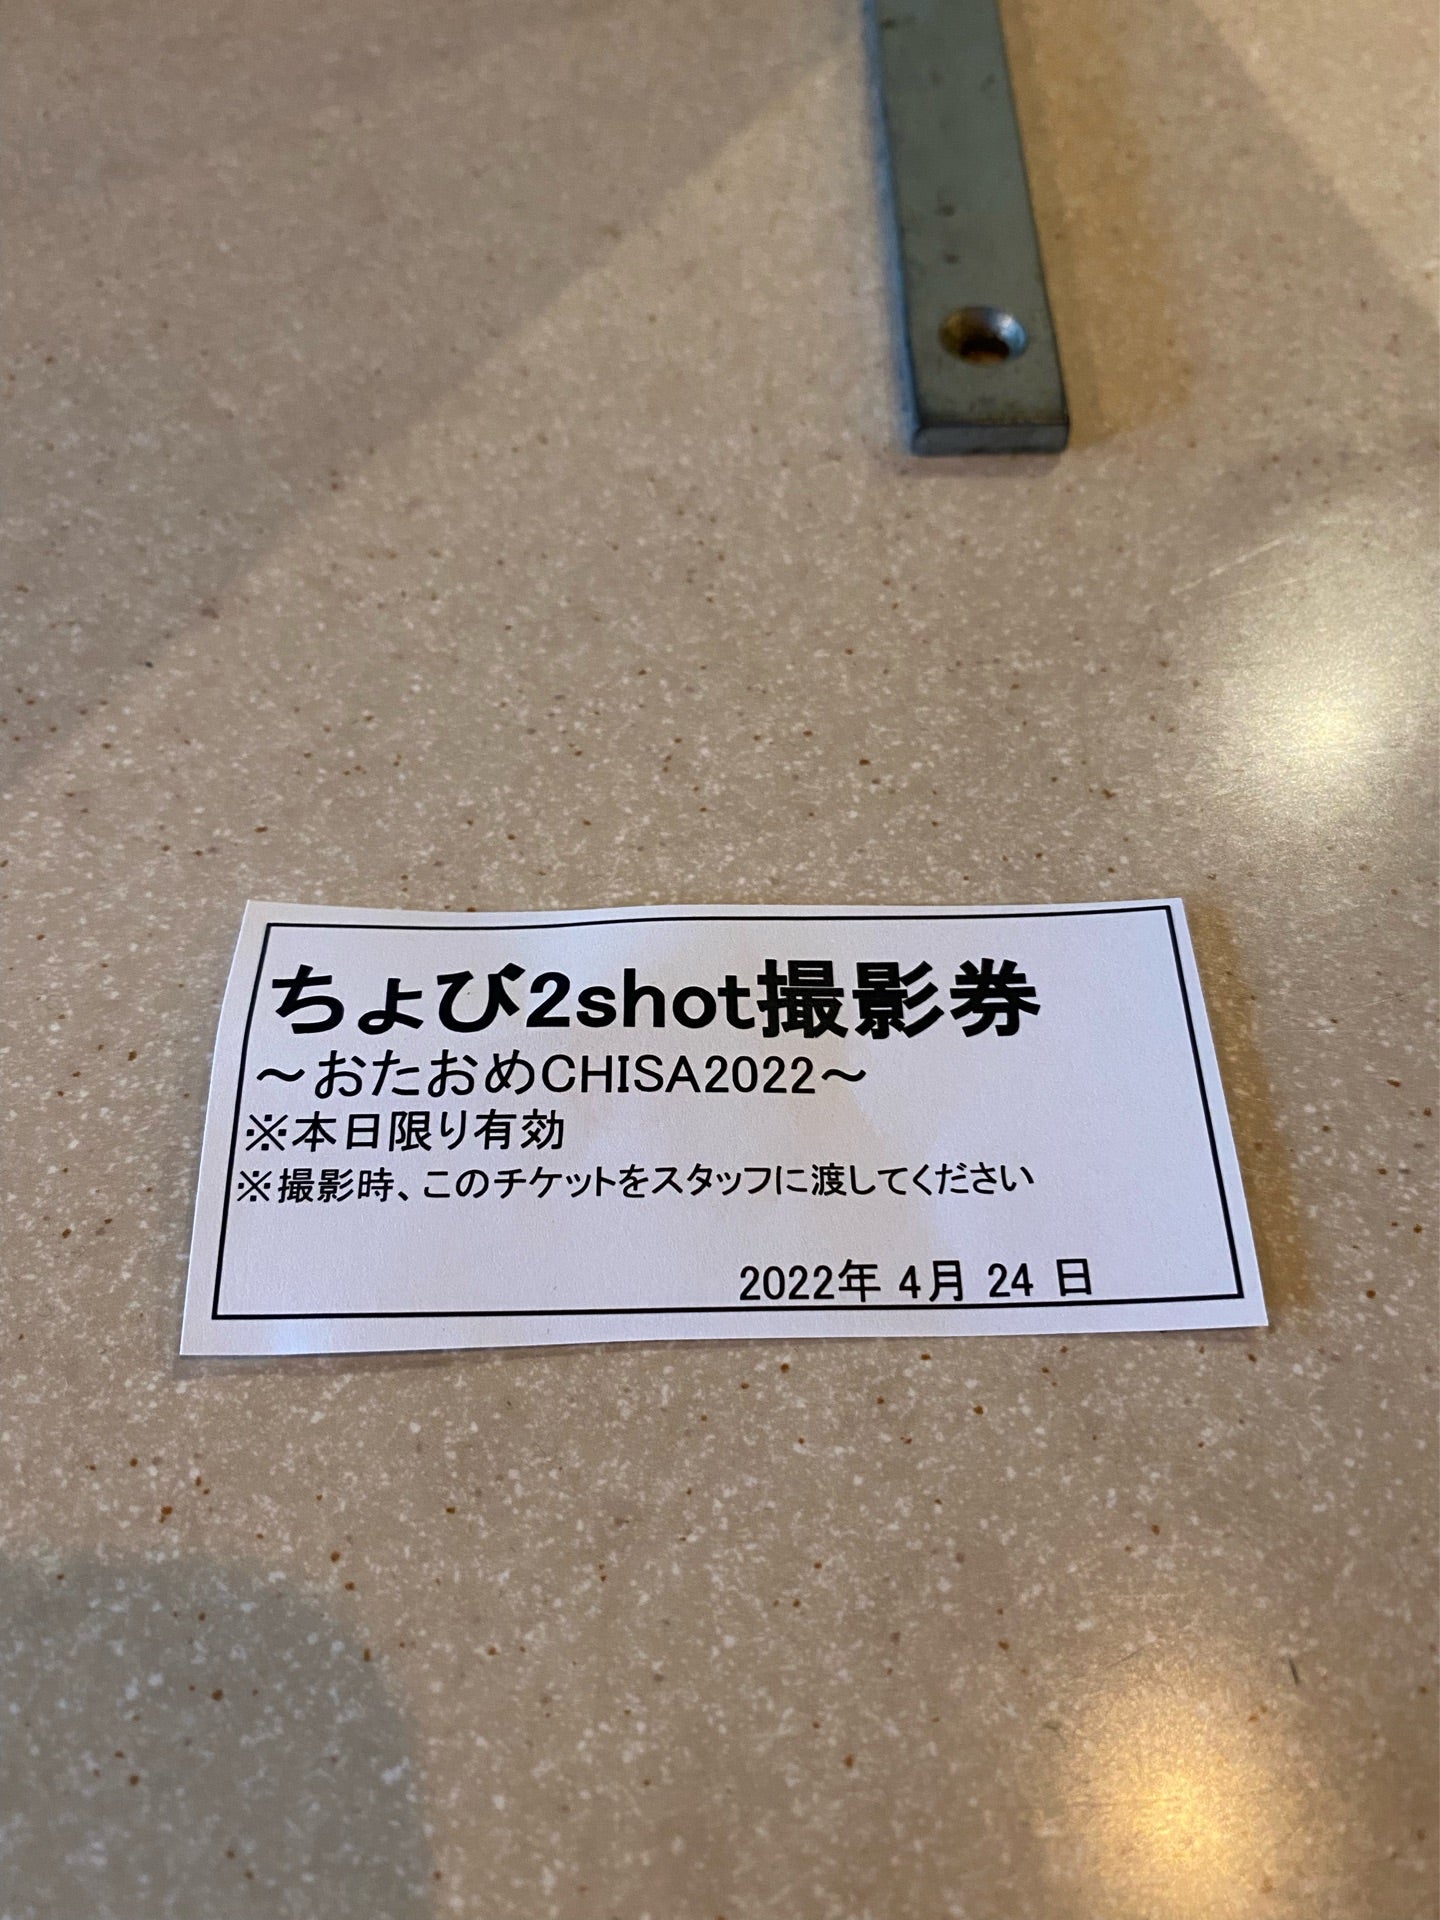 ちょび2shot撮影券
～おたおめCHISA2022～
※本日限り有効
※撮影時、このチケットをスタッフに渡してください
2022年 4月 24 日